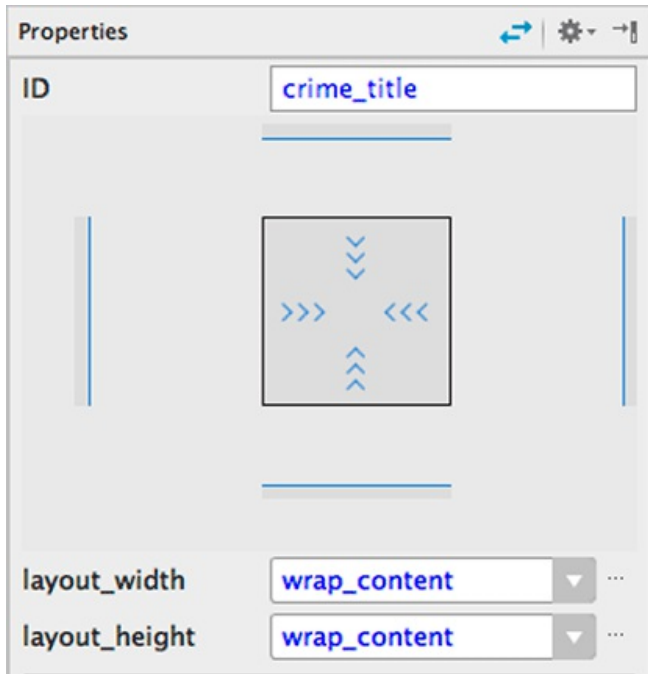 Properties
ID crime_title
layout_width wrap_content ...
layout_height wrap_content ...